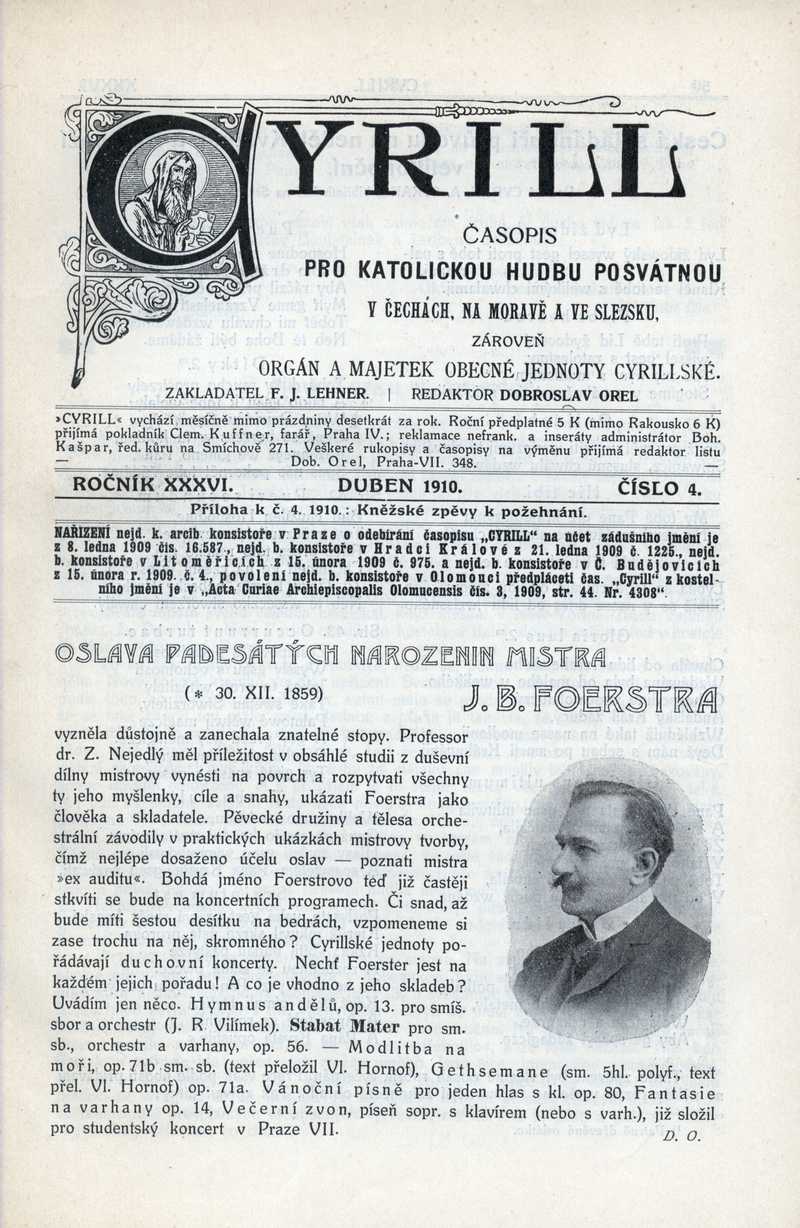 CYRILL
ČASOPIS
PRO KATOLICKOU HUDBU POSVÁTNOU
V ČECHÁCH, NA MORAVĚ A VE SLEZSKU,
ZÁROVEŇ
ORGÁN A MAJETEK OBECNÉ JEDNOTY CYRILLSKÉ.
ZAKLADATEL F. J. LEHNER. | REDAKTOR DOBROSLAV OREL
»CYRILL« vychází měsíčně mimo prázdniny desetkrát za rok. Roční předplatné 5 K (mimo Rakousko 6 K)
přijímá pokladník Clem. Kuffner, farář, Praha IV.; reklamace nefrank. a inseráty administrátor Boh.
Kašpar, řed. kůru na Smíchově 271. Veškeré rukopisy a časopisy na výměnu přijímá redaktor listu
— Dob. Orel, Praha-VII. 348. —
ROČNÍK XXXVI. DUBEN 1910. ČÍSLO 4.
Příloha k č. 4. 1910.: Kněžské zpěvy k požehnání.
NAŘÍZENÍ nejd. k. arcib. konsistoře v Praze o odebírání časopisu „CYRILL“ na účet zádušního jmění je
z 8. ledna 1909 čís. 16.587., nejd. b. konsistoře v Hradci Králové z 21. ledna 1909 č. 1225., nejd.
b. konsistoře v Litoměřicích z 15. února 1909 č. 975. a nejd. b. konsistoře v Č. Budějovicích
z 15. února r. 1909. č. 4., povolení nejd. b. konsistoře v Olomouci předpláceti čas. „Cyrill“ z kostel-
ního jmění je v „Acta Curiae Archiepiscopalis Olomucensis čís. 3, 1909, str. 44. Nr. 4308“.
OSLAVA PADESÁTÝCH NAROZENIN MISTRA
(* 30. XII. 1859) J. B. FOERSTRA
vyzněla důstojně a zanechala znatelné stopy. Professor
dr. Z. Nejedlý měl příležitost v obsáhlé studii z duševní
dílny mistrovy vynésti na povrch a rozpytvati všechny
ty jeho myšlenky, cíle a snahy, ukázati Foerstra jako
člověka a skladatele. Pěvecké družiny a tělesa orche-
strální závodily v praktických ukázkách mistrovy tvorby,
čímž nejlépe dosaženo účelu oslav — poznati mistra
»ex auditu«. Bohdá jméno Foerstrovo teď již častěji
stkvíti se bude na koncertních programech. Či snad, až
bude míti šestou desítku na bedrách, vzpomeneme si
zase trochu na něj, skromného? Cyrillské jednoty po-
řádávají duchovní koncerty. Nechť Foerster jest na
každém jejich pořadu! A co je vhodno z jeho skladeb?
Uvádím jen něco. Hymnus andělů, op. 13. pro smíš.
sbor a orchestr (J. R Vilímek). Stabat Mater pro sm.
sb., orchestr a varhany, op. 56. — Modlitba na
moři, op. 71b sm. sb. (text přeložil Vl. Hornof), Gethsemane (sm. 5hl. polyf., text
přel. Vl. Hornof) op. 71a. Vánoční písně pro jeden hlas s kl. op. 80, Fantasie
na varhany op. 14, Večerní zvon, píseň sopr. s klavírem (nebo s varh.), již složil
pro studentský koncert v Praze VII. D. O.